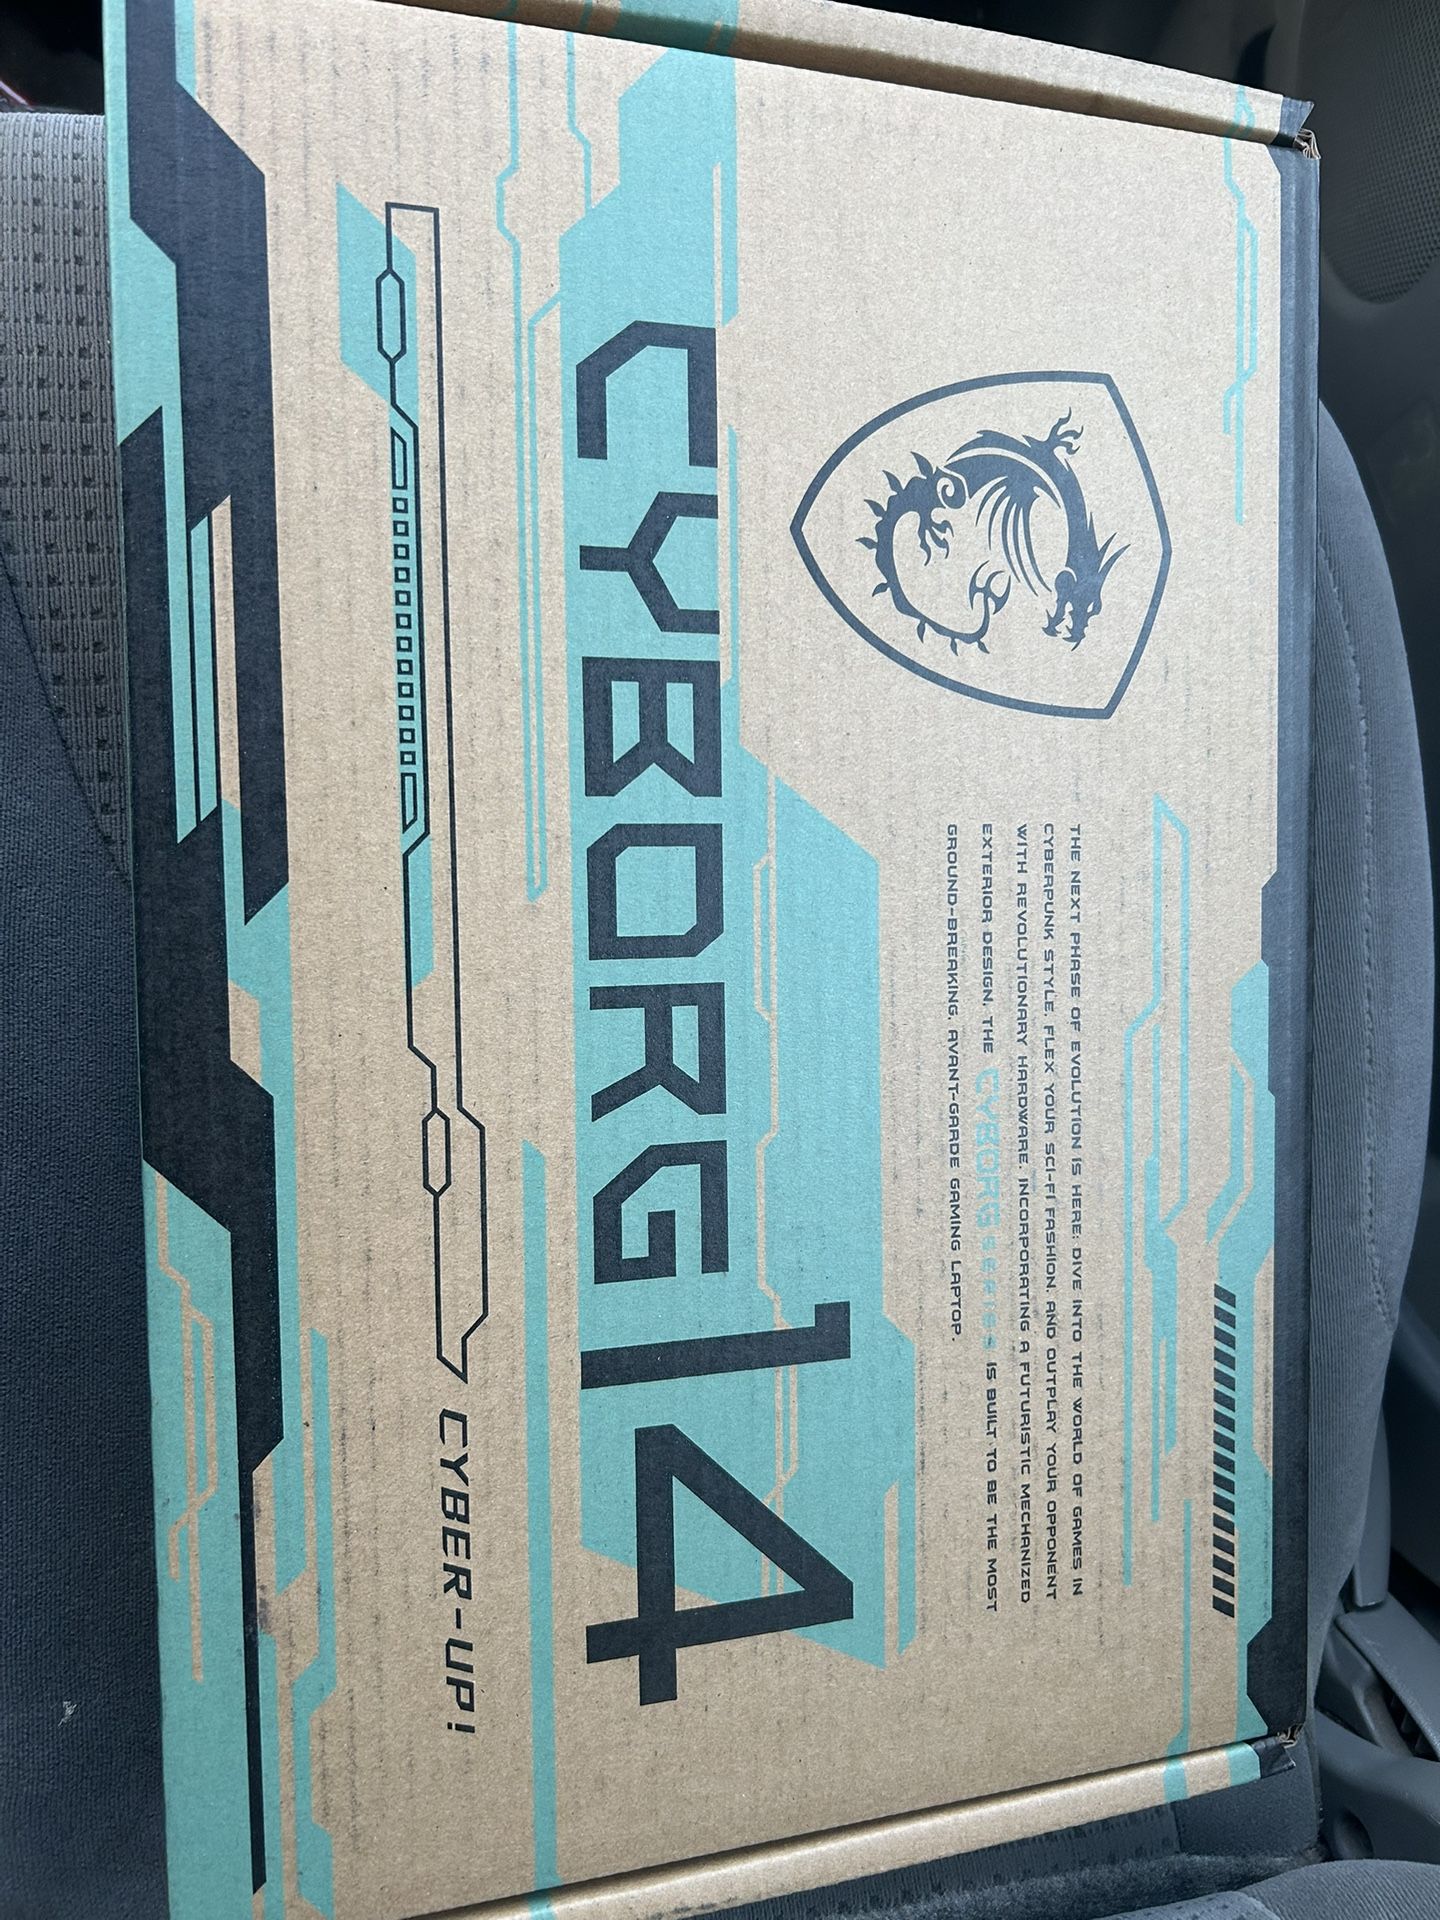 THE NEXT PHASE OF EVOLUTION IS HERE: DIVE INTO THE WORLD OF GAMES IN
CYBERPUNK STYLE, FLEX YOUR SCI-FI FASHION, AND OUTPLAY YOUR OPPONENT
WITH REVOLUTIONARY HARDWARE. INCORPORATING A FUTURISTIC MECHANIZED
EXTERIOR DESIGN, THE CYBORG SERIES IS BUILT TO BE THE MOST
GROUND-BREAKING, AVANT-GARDE GAMING LAPTOP.
CYBORG 14
CYBER-UP!